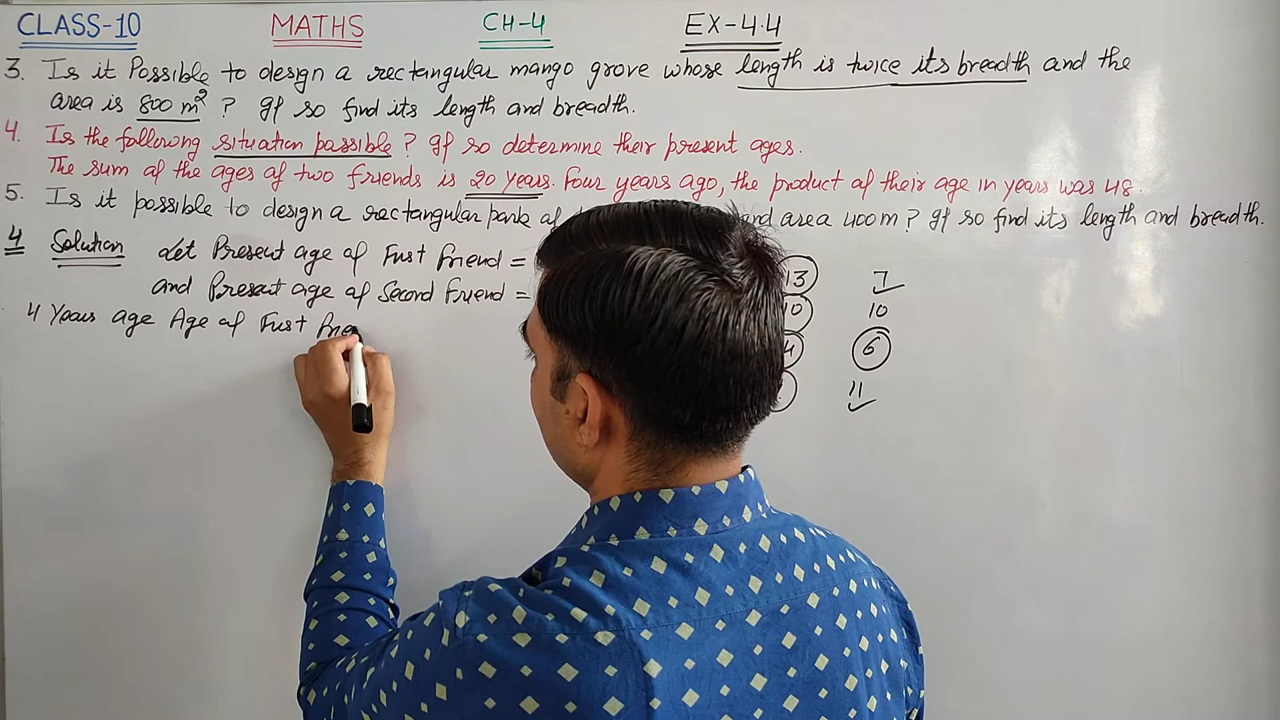 CLASS-10 MATHS CH-4 EX-4.4
3. Is it Possible to design a rectangular mango grove whose length is twice its breadth and the
area is 800 m² ? If so find its length and breadth.
4. Is the following situation possible ? If so determine their present ages.
The sum of the ages of two friends is 20 years. Four years ago, the product of their age in years was 48.
5. Is it possible to design a rectangular park of and area 400m ? If so find its length and breadth.
4 Solution Let Present age of First friend =
and Present age of Second Friend =
4 Years age Age of First Frie
13 7
10 10
6
11